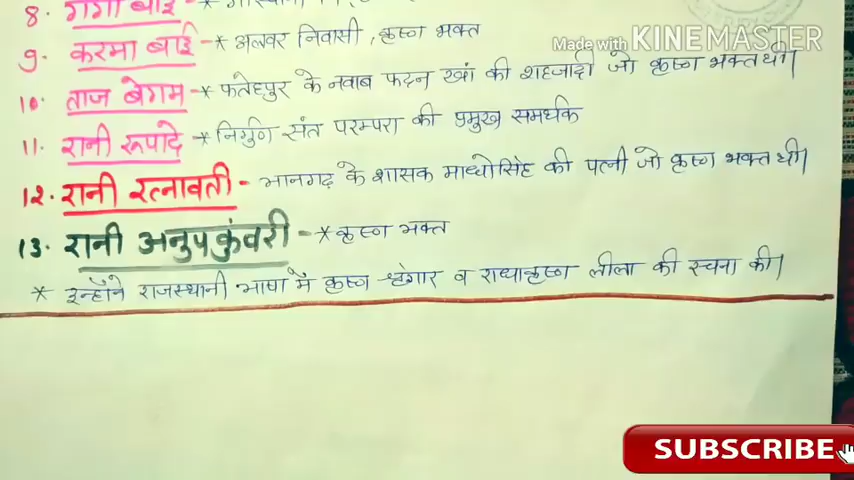 8. गंगा बाई -*
9. करमा बाई -* अलवर निवासी, कृष्ण भक्त
Made with KINEMASTER
10. ताज बेगम -* फतेहपुर के नवाब फदन खां की शहजादी जो कृष्ण भक्त थी|
11. रानी रूपादे -* निर्गुण संत परम्परा की प्रमुख समर्थक
12. रानी रत्नावती - भानगढ़ के शासक माधोसिंह की पत्नी जो कृष्ण भक्त थी|
13. रानी अनुपकुंवरी -* कृष्ण भक्त
* इन्होंने राजस्थानी भाषा में कृष्ण श्रृंगार व राधाकृष्ण लीला की रचना की|
SUBSCRIBE